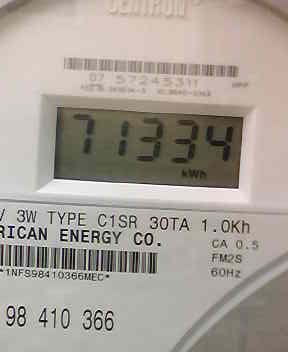 CENTRON®
07 57245311
71334
kWh
V 3W TYPE C1SR 30TA 1.0Kh
RICAN ENERGY CO.
CA 0.5
FM2S
60Hz
*1NFS98410366MEC*
98 410 366